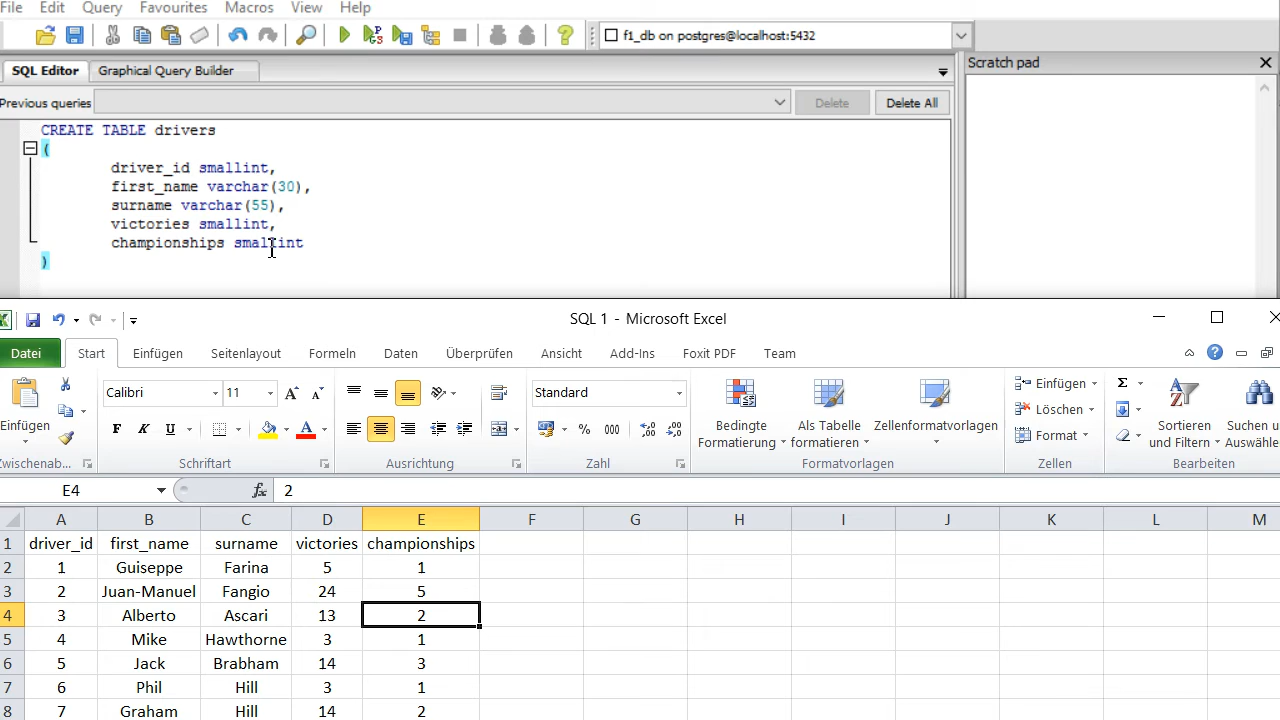 File Edit Query Favourites Macros View Help
f1_db on postgres@localhost:5432
SQL Editor Graphical Query Builder
Scratch pad
Previous queries Delete Delete All
CREATE TABLE drivers
(
driver_id smallint,
first_name varchar(30),
surname varchar(55),
victories smallint,
championships smallint
)
SQL 1 - Microsoft Excel
Datei Start Einfügen Seitenlayout Formeln Daten Überprüfen Ansicht Add-Ins Foxit PDF Team
Einfügen
Calibri 11
F K U
Standard
% 000
Bedingte Formatierung
Als Tabelle formatieren
Zellenformatvorlagen
Einfügen
Löschen
Format
Σ
Sortieren und Filtern
Suchen u
Auswähle
Zwischenab... Schriftart Ausrichtung Zahl Formatvorlagen Zellen Bearbeiten
E4 fx 2
A B C D E F G H I J K L M
1 driver_id first_name surname victories championships
2 1 Guiseppe Farina 5 1
3 2 Juan-Manuel Fangio 24 5
4 3 Alberto Ascari 13 2
5 4 Mike Hawthorne 3 1
6 5 Jack Brabham 14 3
7 6 Phil Hill 3 1
8 7 Graham Hill 14 2